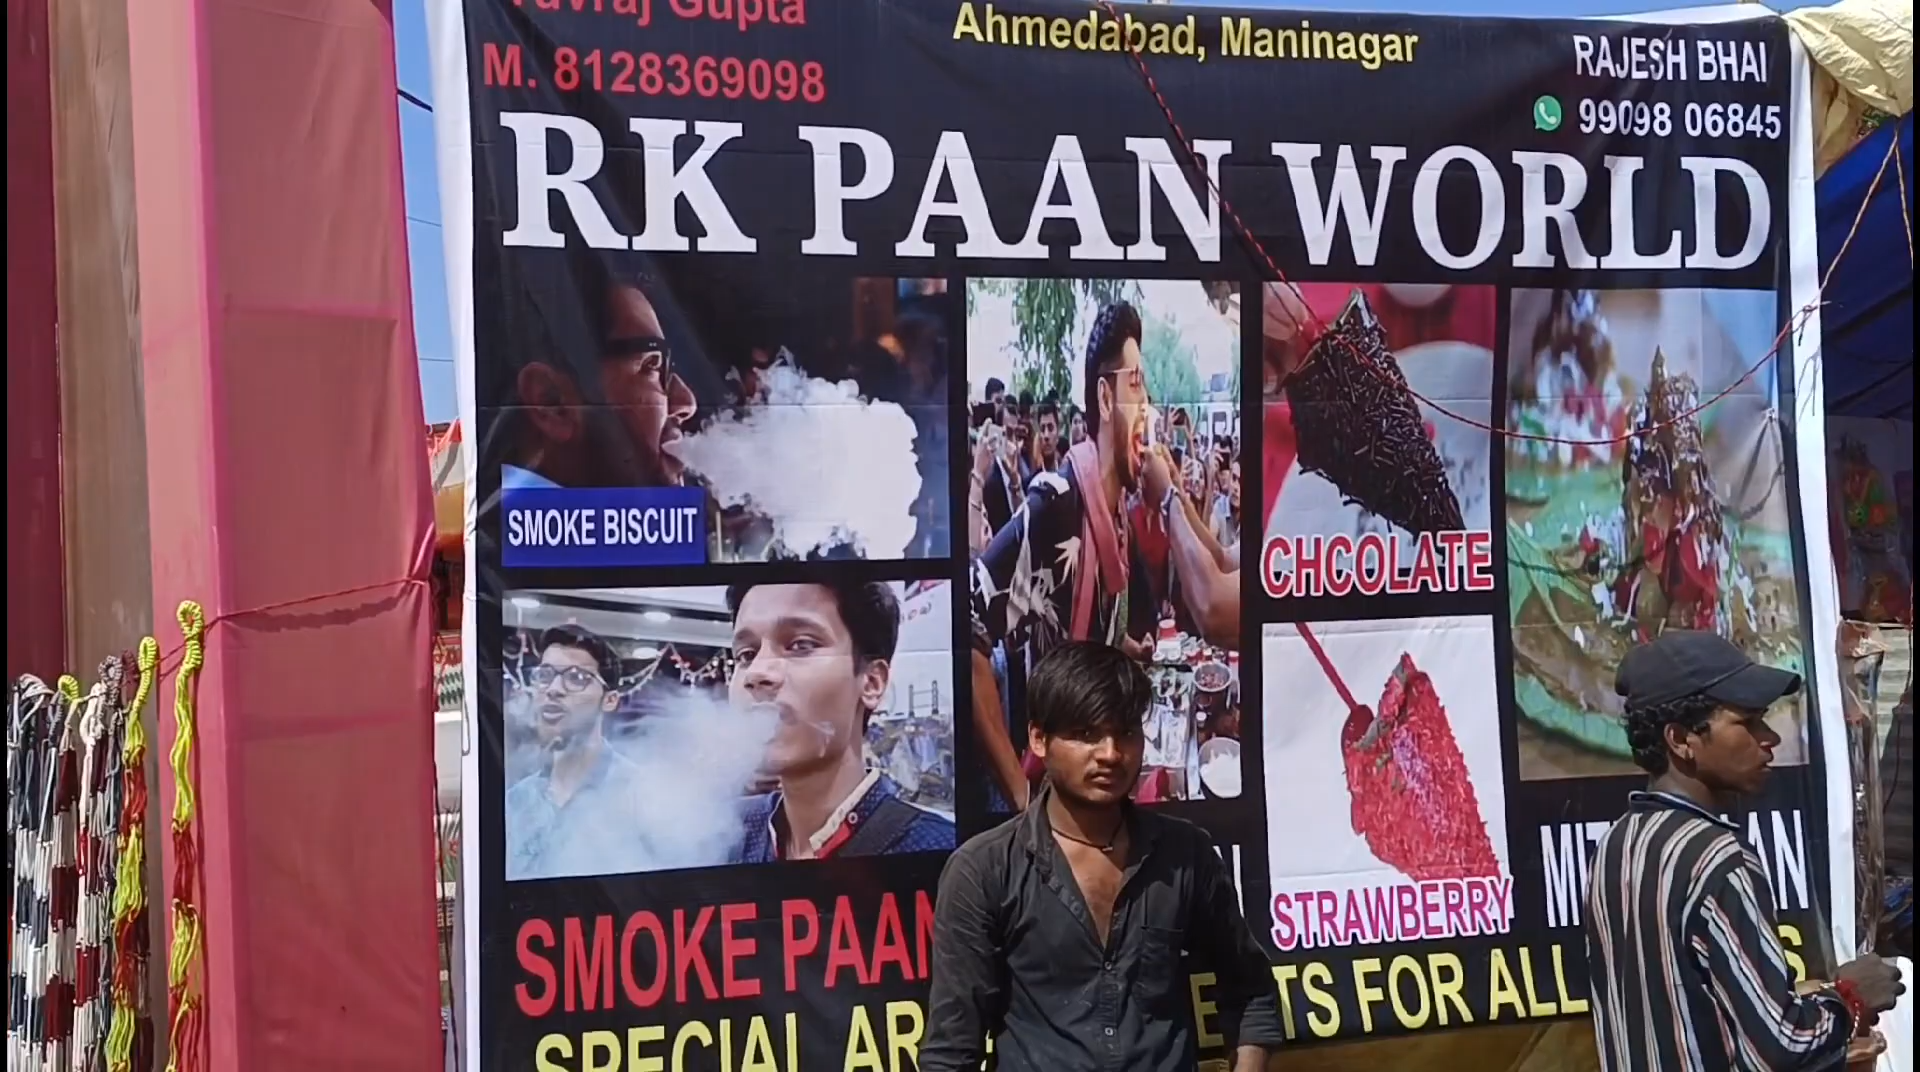 Gupta
M. 8128369098
Ahmedabad, Maninagar
RAJESH BHAI
99098 06845
RK PAAN WORLD
SMOKE BISCUIT
CHCOLATE
STRAWBERRY
SMOKE PAAN
SPECIAL
FOR ALL